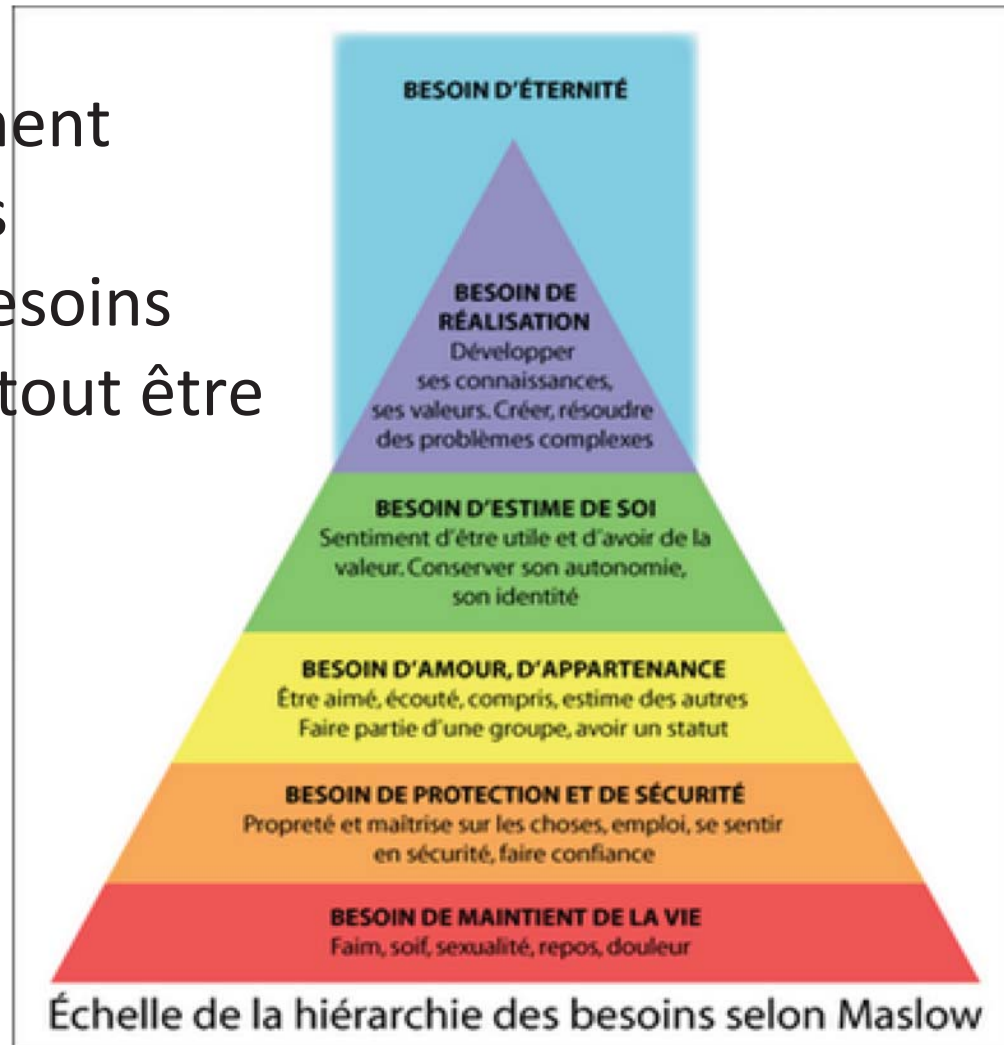 ment
s
esoins
tout être
BESOIN D'ÉTERNITÉ
BESOIN DE
RÉALISATION
Développer
ses connaissances,
ses valeurs. Créer, résoudre
des problèmes complexes
BESOIN D'ESTIME DE SOI
Sentiment d'être utile et d'avoir de la
valeur. Conserver son autonomie,
son identité
BESOIN D'AMOUR, D'APPARTENANCE
Être aimé, écouté, compris, estime des autres
Faire partie d'une groupe, avoir un statut
BESOIN DE PROTECTION ET DE SÉCURITÉ
Propreté et maîtrise sur les choses, emploi, se sentir
en sécurité, faire confiance
BESOIN DE MAINTIENT DE LA VIE
Faim, soif, sexualité, repos, douleur
Échelle de la hiérarchie des besoins selon Maslow